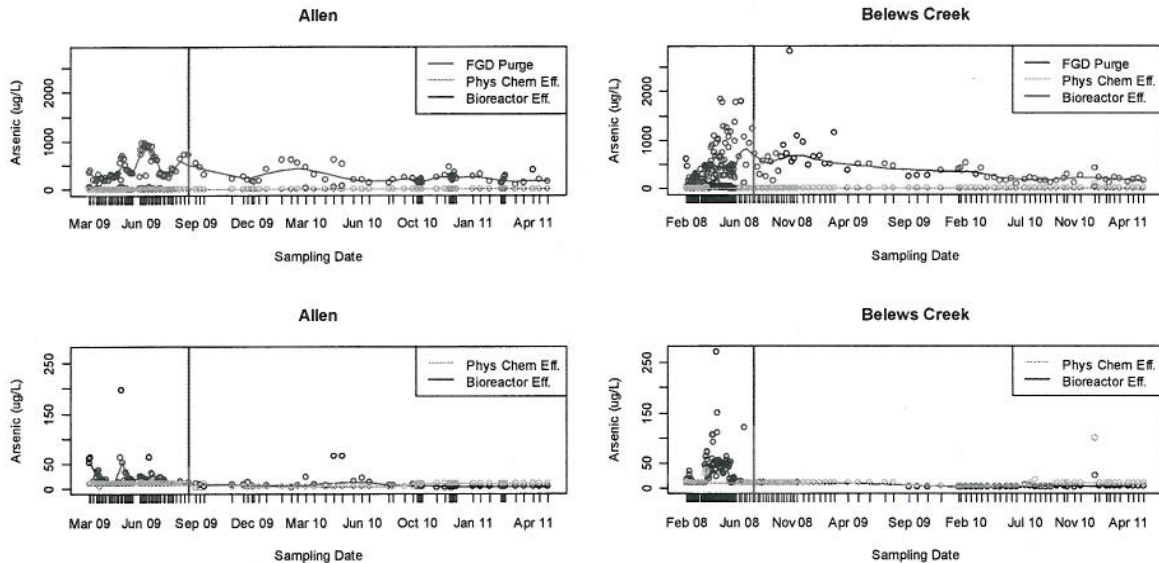 Allen
Arsenic (ug/L)
0 1000 2000
FGD Purge
Phys Chem Eff.
Bioreactor Eff.
Mar 09 Jun 09 Sep 09 Dec 09 Mar 10 Jun 10 Oct 10 Jan 11 Apr 11
Sampling Date
Belews Creek
Arsenic (ug/L)
0 1000 2000
FGD Purge
Phys Chem Eff.
Bioreactor Eff.
Feb 08 Jun 08 Nov 08 Apr 09 Sep 09 Feb 10 Jul 10 Nov 10 Apr 11
Sampling Date
Allen
Arsenic (ug/L)
0 50 150 250
Phys Chem Eff.
Bioreactor Eff.
Mar 09 Jun 09 Sep 09 Dec 09 Mar 10 Jun 10 Oct 10 Jan 11 Apr 11
Sampling Date
Belews Creek
Arsenic (ug/L)
0 50 150 250
Phys Chem Eff.
Bioreactor Eff.
Feb 08 Jun 08 Nov 08 Apr 09 Sep 09 Feb 10 Jul 10 Nov 10 Apr 11
Sampling Date